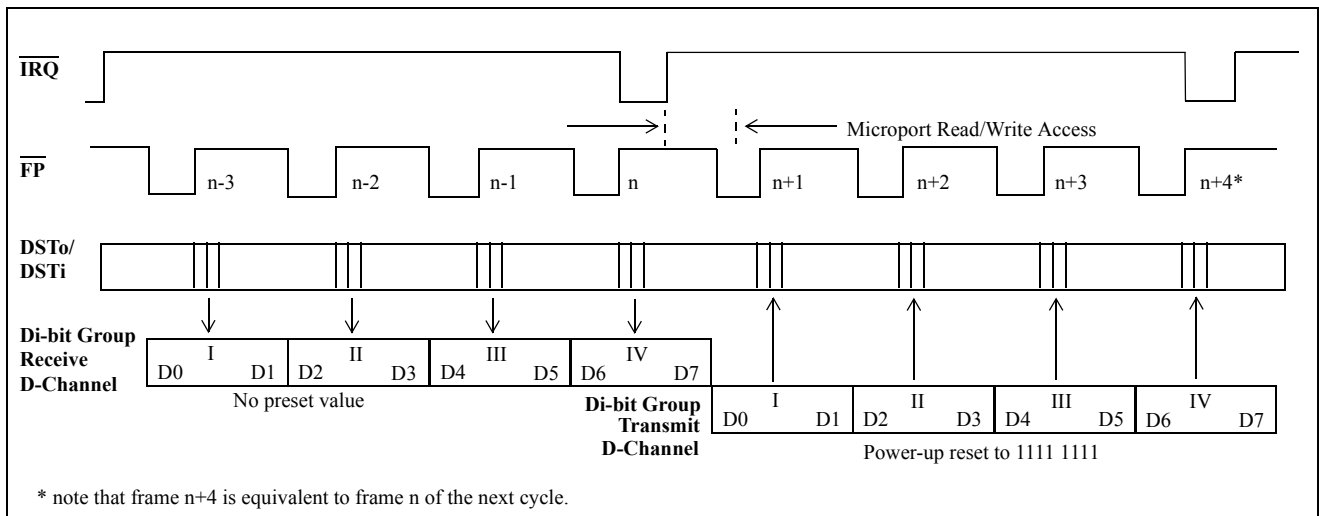 IRQ
Microport Read/Write Access
FP
n-3 n-2 n-1 n n+1 n+2 n+3 n+4*
DSTo/
DSTi
Di-bit Group
Receive
D-Channel
I II III IV
D0 D1 D2 D3 D4 D5 D6 D7
No preset value
Di-bit Group
Transmit
D-Channel
I II III IV
D0 D1 D2 D3 D4 D5 D6 D7
Power-up reset to 1111 1111
* note that frame n+4 is equivalent to frame n of the next cycle.